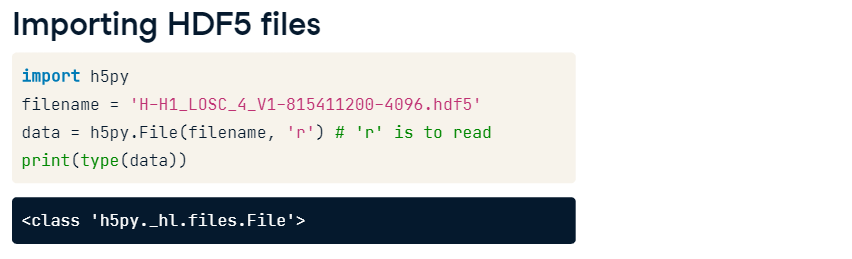 Importing HDF5 files
import h5py
filename = 'H-H1_LOSC_4_V1-815411200-4096.hdf5'
data = h5py.File(filename, 'r') # 'r' is to read
print(type(data))
<class 'h5py._hl.files.File'>